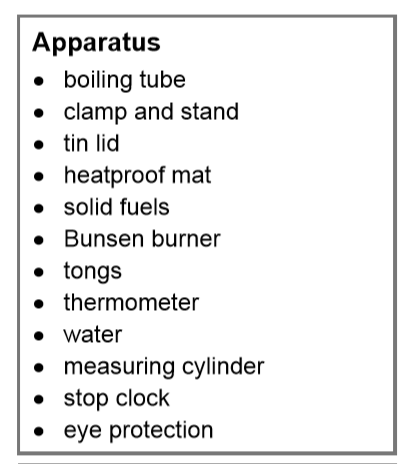 Apparatus
• boiling tube
• clamp and stand
• tin lid
• heatproof mat
• solid fuels
• Bunsen burner
• tongs
• thermometer
• water
• measuring cylinder
• stop clock
• eye protection